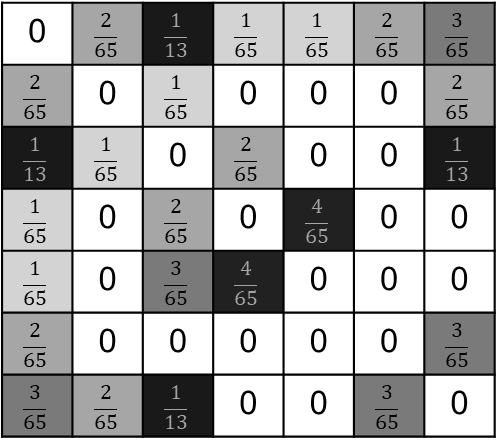 0 2/65 1/13 1/65 1/65 2/65 3/65
2/65 0 1/65 0 0 0 2/65
1/13 1/65 0 2/65 0 0 1/13
1/65 0 2/65 0 4/65 0 0
1/65 0 3/65 4/65 0 0 0
2/65 0 0 0 0 0 3/65
3/65 2/65 1/13 0 0 3/65 0